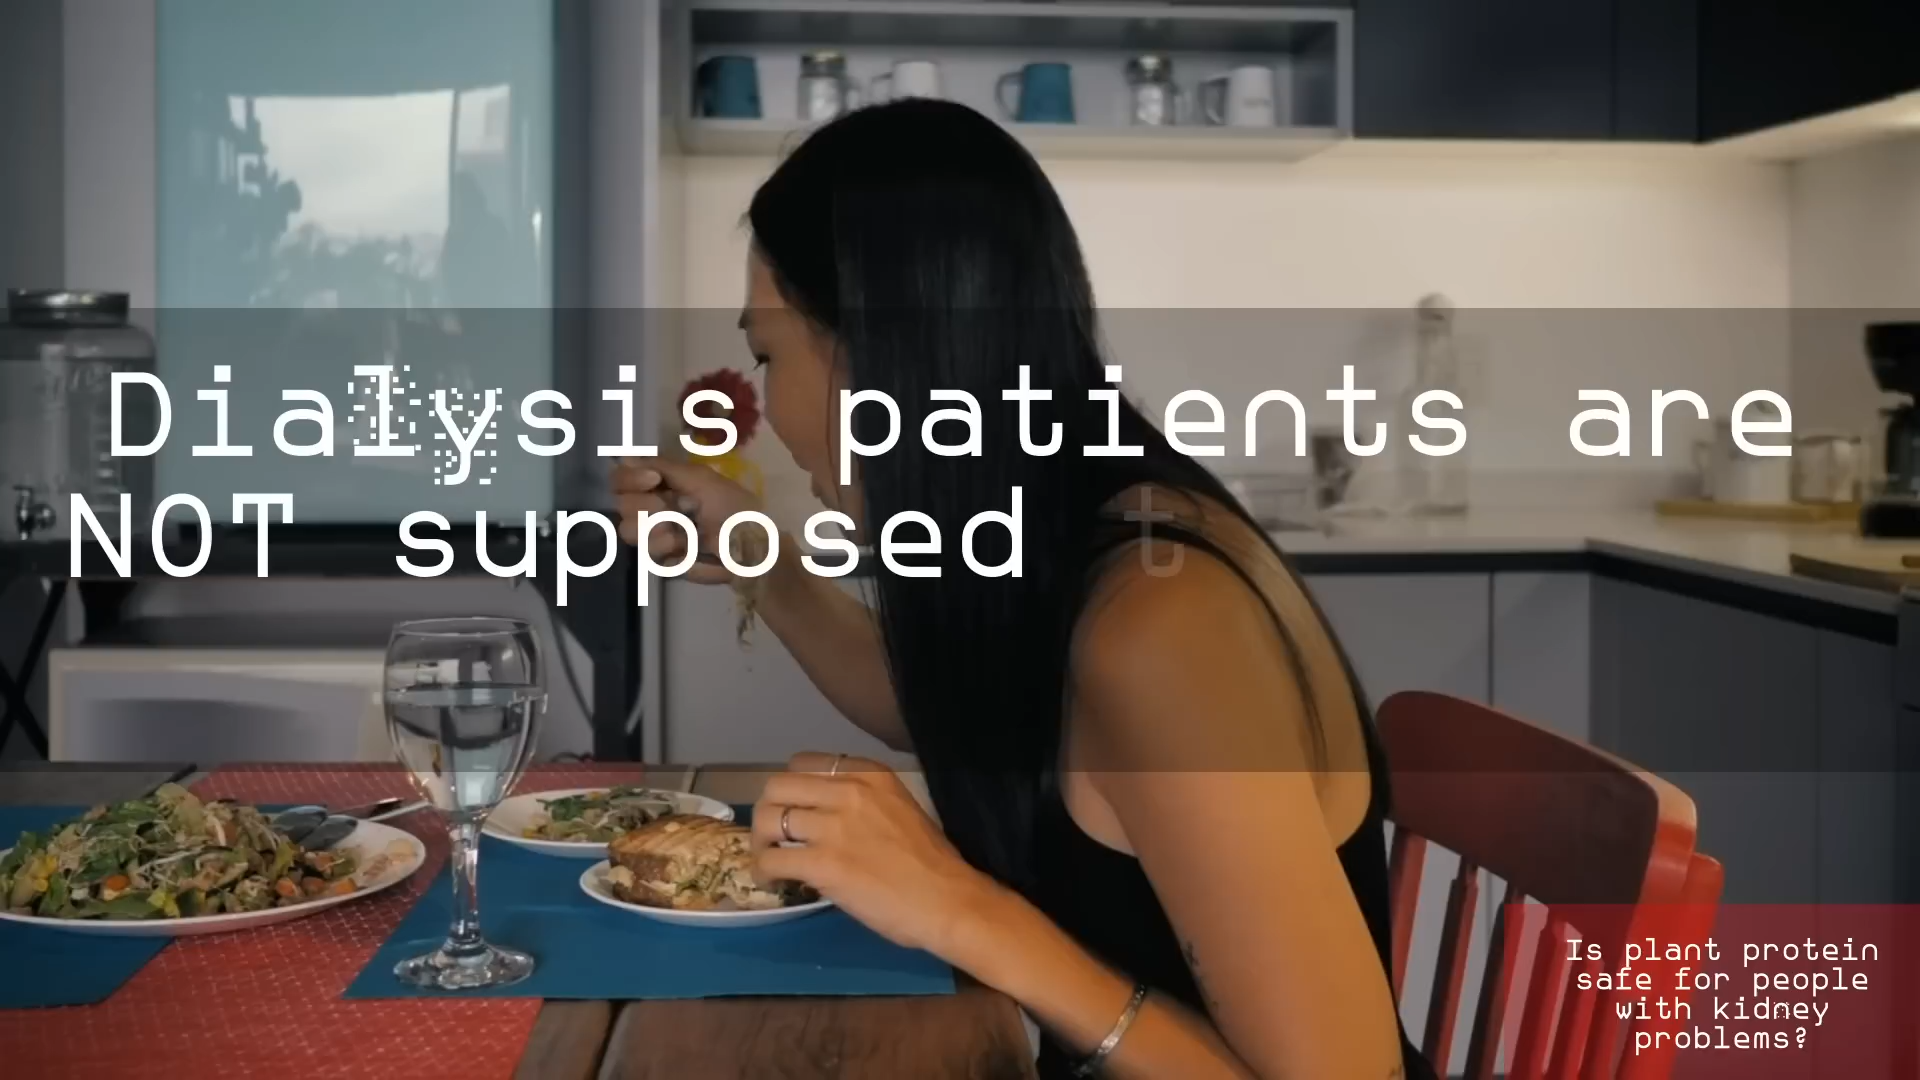 Dialysis patients are
NOT supposed t
Is plant protein
safe for people
with kidney
problems?